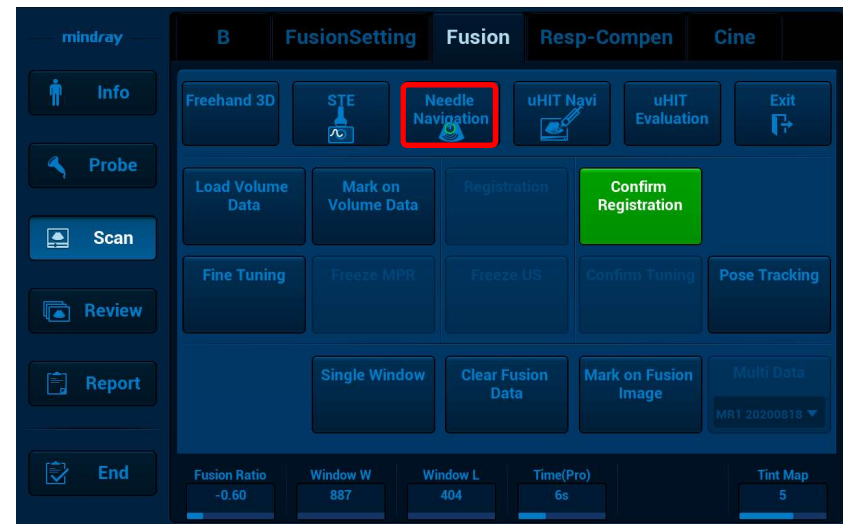 mindray
B
FusionSetting
Fusion
Resp-Compen
Cine
Info
Probe
Scan
Review
Report
End
Freehand 3D
STE
Needle
Navigation
uHIT Navi
uHIT
Evaluation
Exit
Load Volume
Data
Mark on
Volume Data
Registration
Confirm
Registration
Fine Tuning
Freeze MPR
Freeze US
Confirm Tuning
Pose Tracking
Single Window
Clear Fusion
Data
Mark on Fusion
Image
Multi Data
MR1 20200818
Fusion Ratio
-0.60
Window W
887
Window L
404
Time(Pro)
6s
Tint Map
5